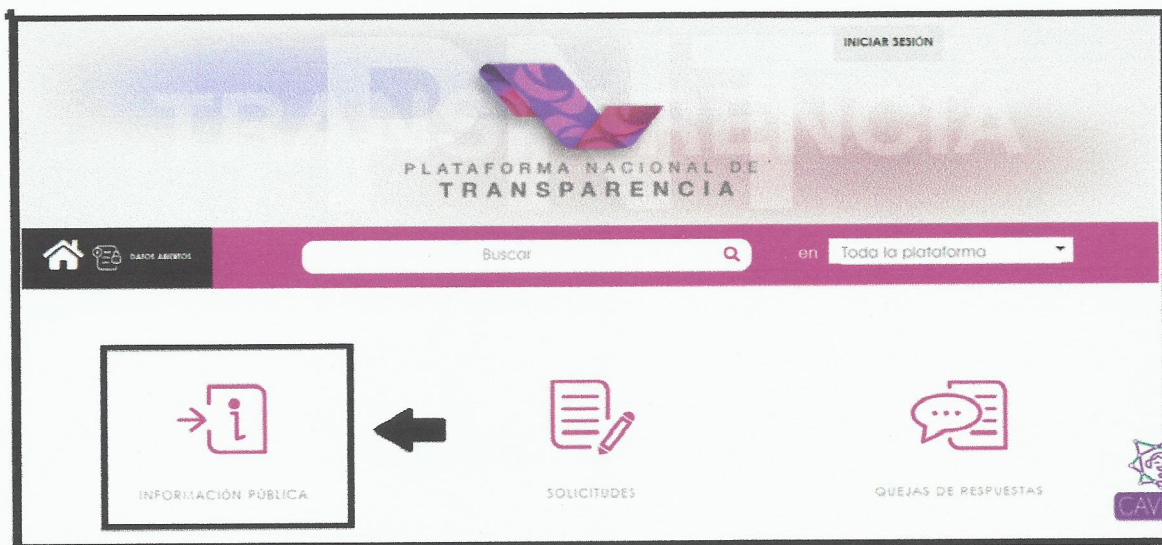 INICIAR SESIÓN
PLATAFORMA NACIONAL DE
TRANSPARENCIA
DATOS ABIERTOS
Buscar
en Toda la plataforma
INFORMACIÓN PÚBLICA
SOLICITUDES
QUEJAS DE RESPUESTAS
CAV